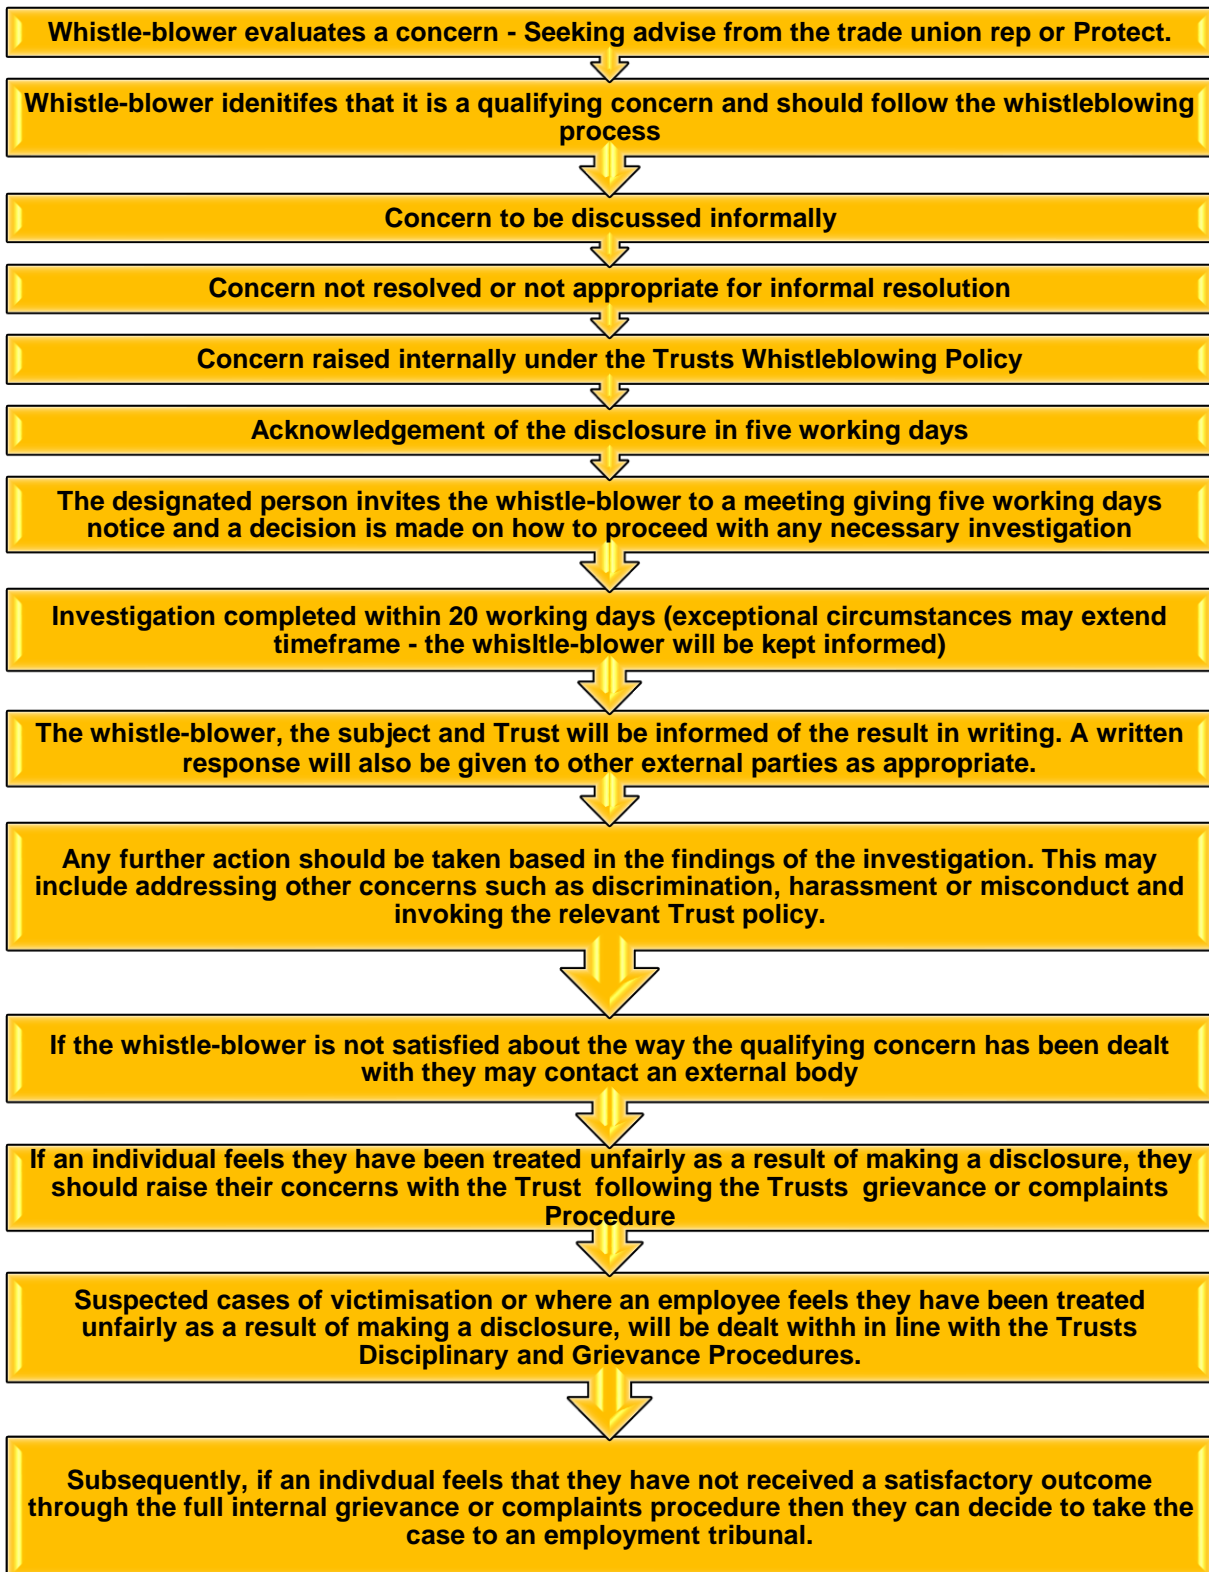 Whistle-blower evaluates a concern - Seeking advise from the trade union rep or Protect.
Whistle-blower idenitifes that it is a qualifying concern and should follow the whistleblowing
process
Concern to be discussed informally
Concern not resolved or not appropriate for informal resolution
Concern raised internally under the Trusts Whistleblowing Policy
Acknowledgement of the disclosure in five working days
The designated person invites the whistle-blower to a meeting giving five working days
notice and a decision is made on how to proceed with any necessary investigation
Investigation completed within 20 working days (exceptional circumstances may extend
timeframe - the whisltle-blower will be kept informed)
The whistle-blower, the subject and Trust will be informed of the result in writing. A written
response will also be given to other external parties as appropriate.
Any further action should be taken based in the findings of the investigation. This may
include addressing other concerns such as discrimination, harassment or misconduct and
invoking the relevant Trust policy.
If the whistle-blower is not satisfied about the way the qualifying concern has been dealt
with they may contact an external body
If an individual feels they have been treated unfairly as a result of making a disclosure, they
should raise their concerns with the Trust  following the Trusts  grievance or complaints
Procedure
Suspected cases of victimisation or where an employee feels they have been treated
unfairly as a result of making a disclosure, will be dealt withh in line with the Trusts
Disciplinary and Grievance Procedures.
Subsequently, if an indivdual feels that they have not received a satisfactory outcome
through the full internal grievance or complaints procedure then they can decide to take the
case to an employment tribunal.